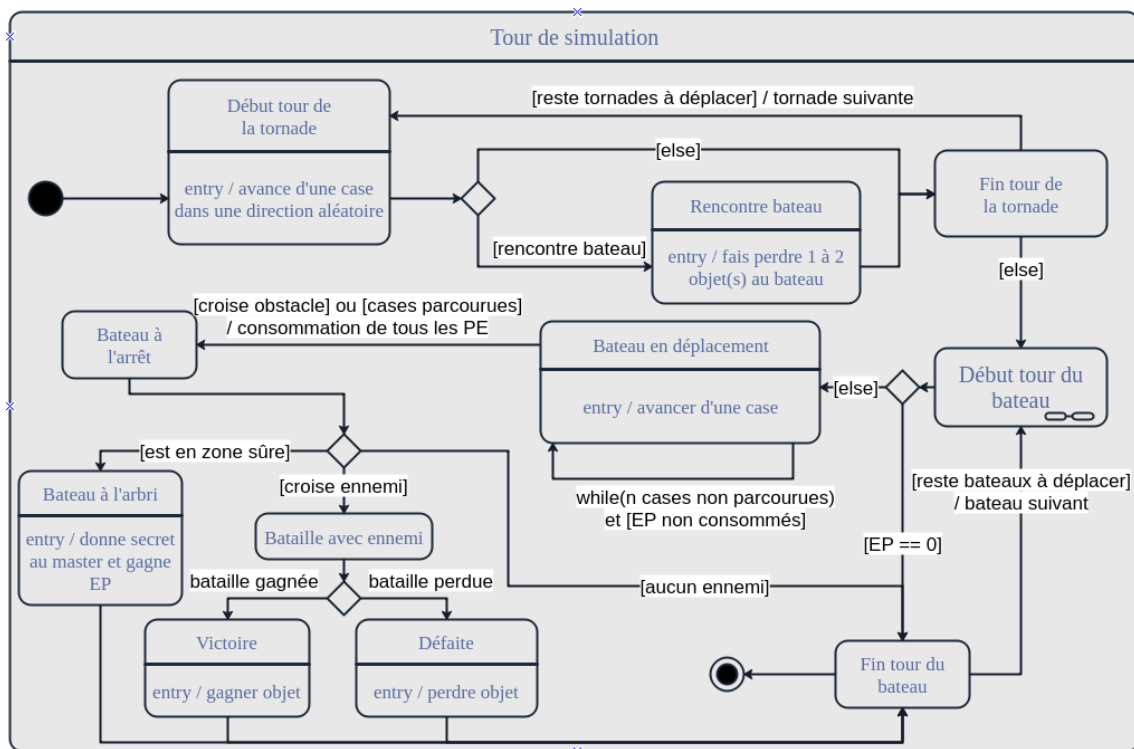 Tour de simulation
[reste tornades à déplacer] / tornade suivante
Début tour de
la tornade
entry / avance d'une case
dans une direction aléatoire
[else]
Rencontre bateau
entry / fais perdre 1 à 2
objet(s) au bateau
[rencontre bateau]
Fin tour de
la tornade
[else]
[croise obstacle] ou [cases parcourues]
/ consommation de tous les PE
Bateau à
l'arrêt
Bateau en déplacement
entry / avancer d'une case
[else]
Début tour du
bateau
while(n cases non parcourues)
et [EP non consommés]
[reste bateaux à déplacer]
/ bateau suivant
[EP == 0]
[est en zone sûre]
[croise ennemi]
Bateau à l'arbri
entry / donne secret
au master et gagne
EP
Bataille avec ennemi
bataille gagnée
bataille perdue
[aucun ennemi]
Victoire
entry / gagner objet
Défaite
entry / perdre objet
Fin tour du
bateau